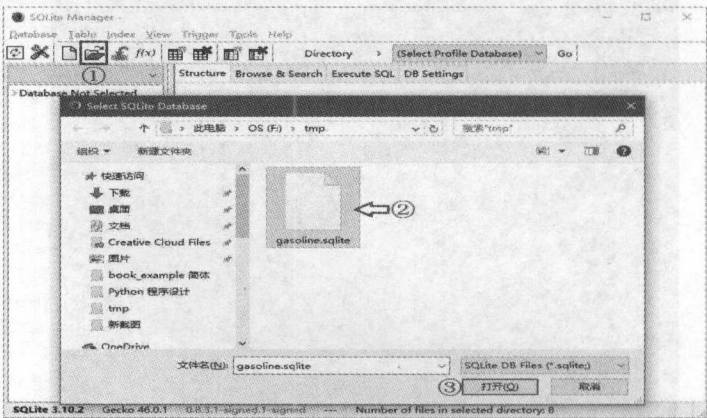 SQLite Manager
Database Table Index View Trigger Tools Help
f(x) Directory > (Select Profile Database) Go
①
Structure Browse & Search Execute SQL DB Settings
> Database Not Selected
Select SQLite Database
> 此电脑 > OS (F:) > tmp
搜索"tmp"
组织 新建文件夹
快速访问
下载
桌面
文档
Creative Cloud Files
图片
book_example 简体
Python 程序设计
tmp
新截图
OneDrive
②
gasoline.sqlite
文件名(N): gasoline.sqlite
SQLite DB Files (*.sqlite;)
③ 打开(O) 取消
SQLite 3.10.2 Gecko 46.0.1 0.8.3.1-signed.1-signed --- Number of files in selected directory: 8